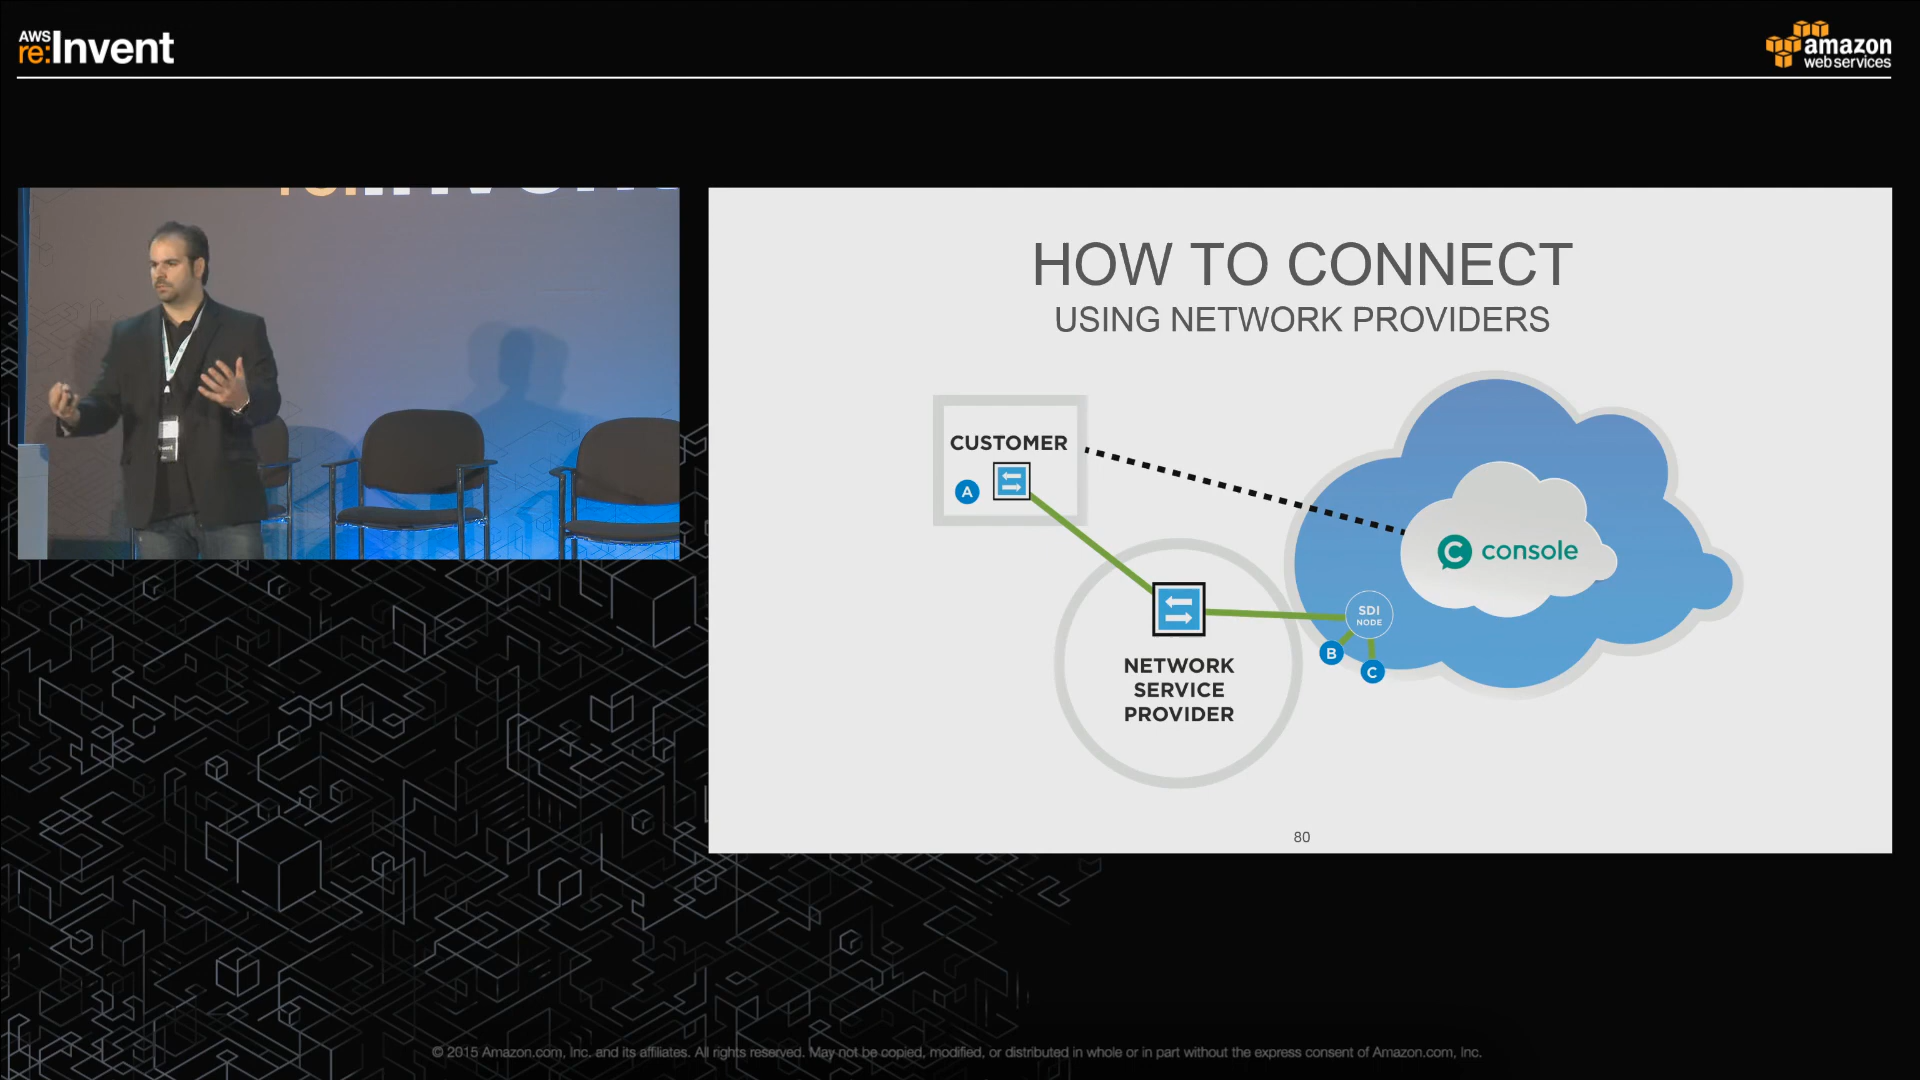 AWS
re:Invent
amazon
web services
HOW TO CONNECT
USING NETWORK PROVIDERS
CUSTOMER
A
console
SDI
NODE
B
C
NETWORK
SERVICE
PROVIDER
80
© 2015 Amazon.com, Inc. and its affiliates. All rights reserved. May not be copied, modified, or distributed in whole or in part without the express consent of Amazon.com, Inc.